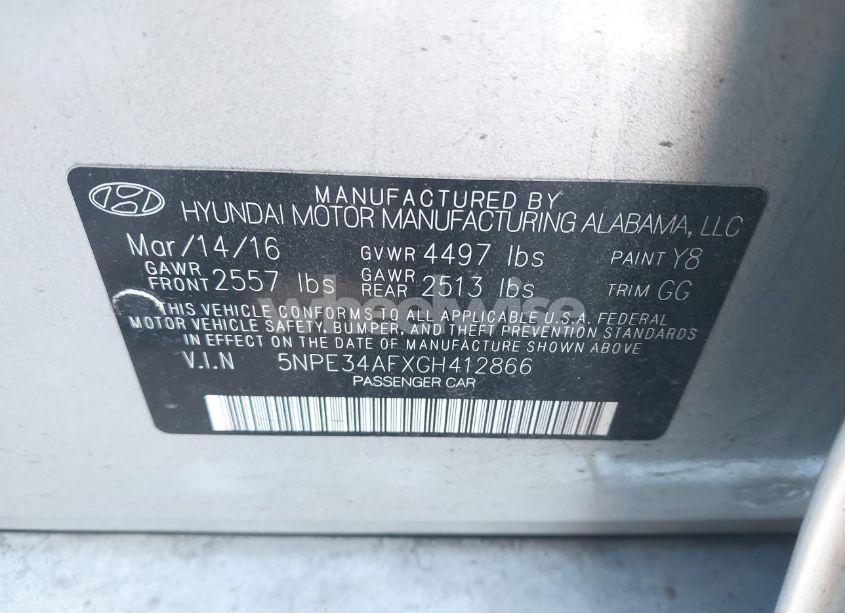 MANUFACTURED BY
HYUNDAI MOTOR MANUFACTURING ALABAMA, LLC
Mar/14/16 GVWR 4497 lbs PAINT Y8
GAWR FRONT 2557 lbs GAWR REAR 2513 lbs TRIM GG
wheelwise
THIS VEHICLE CONFORMS TO ALL APPLICABLE U.S.A. FEDERAL
MOTOR VEHICLE SAFETY, BUMPER, AND THEFT PREVENTION STANDARDS
IN EFFECT ON THE DATE OF MANUFACTURE SHOWN ABOVE.
V.I.N 5NPE34AFXGH412866
PASSENGER CAR